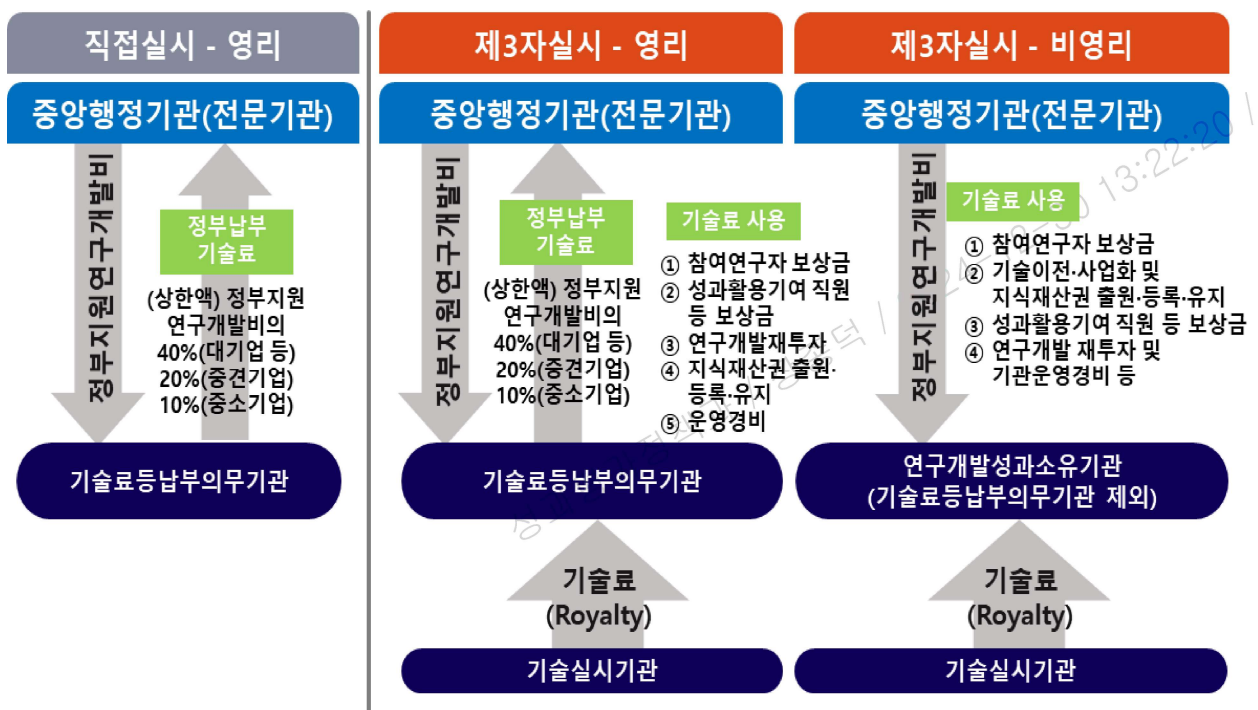 직접실시 - 영리
중앙행정기관(전문기관)
정부지원연구개발비
정부납부
기술료
(상한액) 정부지원
연구개발비의
40%(대기업 등)
20%(중견기업)
10%(중소기업)
기술료등납부의무기관
제3자실시 - 영리
중앙행정기관(전문기관)
정부지원연구개발비
정부납부
기술료
(상한액) 정부지원
연구개발비의
40%(대기업 등)
20%(중견기업)
10%(중소기업)
기술료 사용
① 참여연구자 보상금
② 성과활용기여 직원
등 보상금
③ 연구개발재투자
④ 지식재산권 출원·
등록·유지
⑤ 운영경비
기술료등납부의무기관
기술료
(Royalty)
기술실시기관
제3자실시 - 비영리
중앙행정기관(전문기관)
정부지원연구개발비
기술료 사용
① 참여연구자 보상금
② 기술이전·사업화 및
지식재산권 출원·등록·유지
③ 성과활용기여 직원 등 보상금
④ 연구개발 재투자 및
기관운영경비 등
연구개발성과소유기관
(기술료등납부의무기관 제외)
기술료
(Royalty)
기술실시기관
13:22:20 /